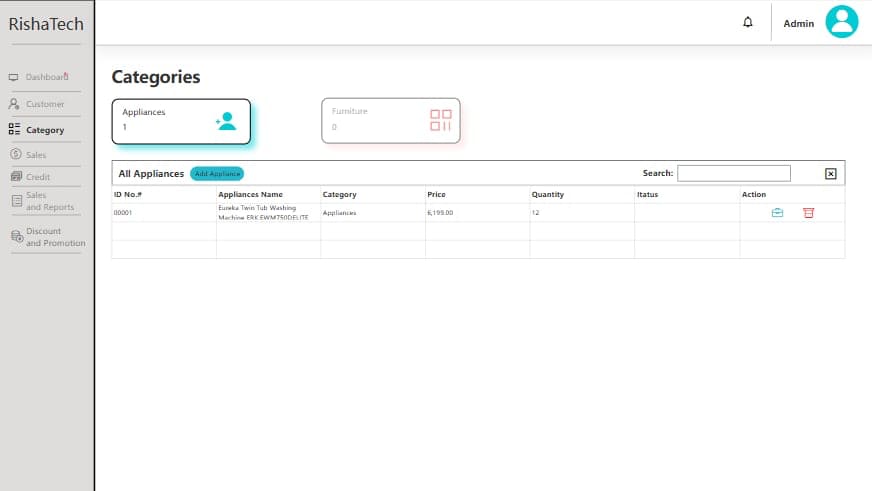 RishaTech
Admin
Dashboard
Customer
Category
Sales
Credit
Sales
and Reports
Discount
and Promotion
Categories
Appliances
1
Furniture
0
All Appliances
Add Appliance
Search:
ID No.#
Appliances Name
Category
Price
Quantity
Itatus
Action
00001
Eureka Twin Tub Washing
Machine ERK EWM750DELITE
Appliances
6,199.00
12